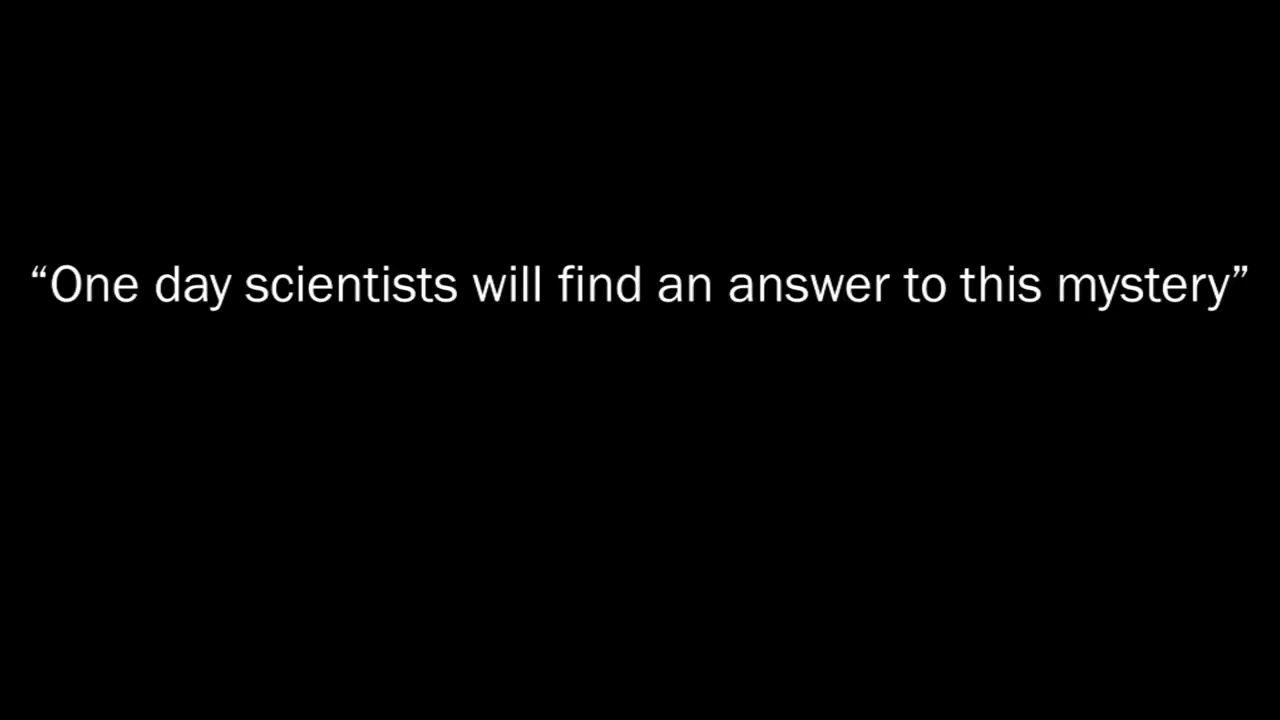 “One day scientists will find an answer to this mystery”